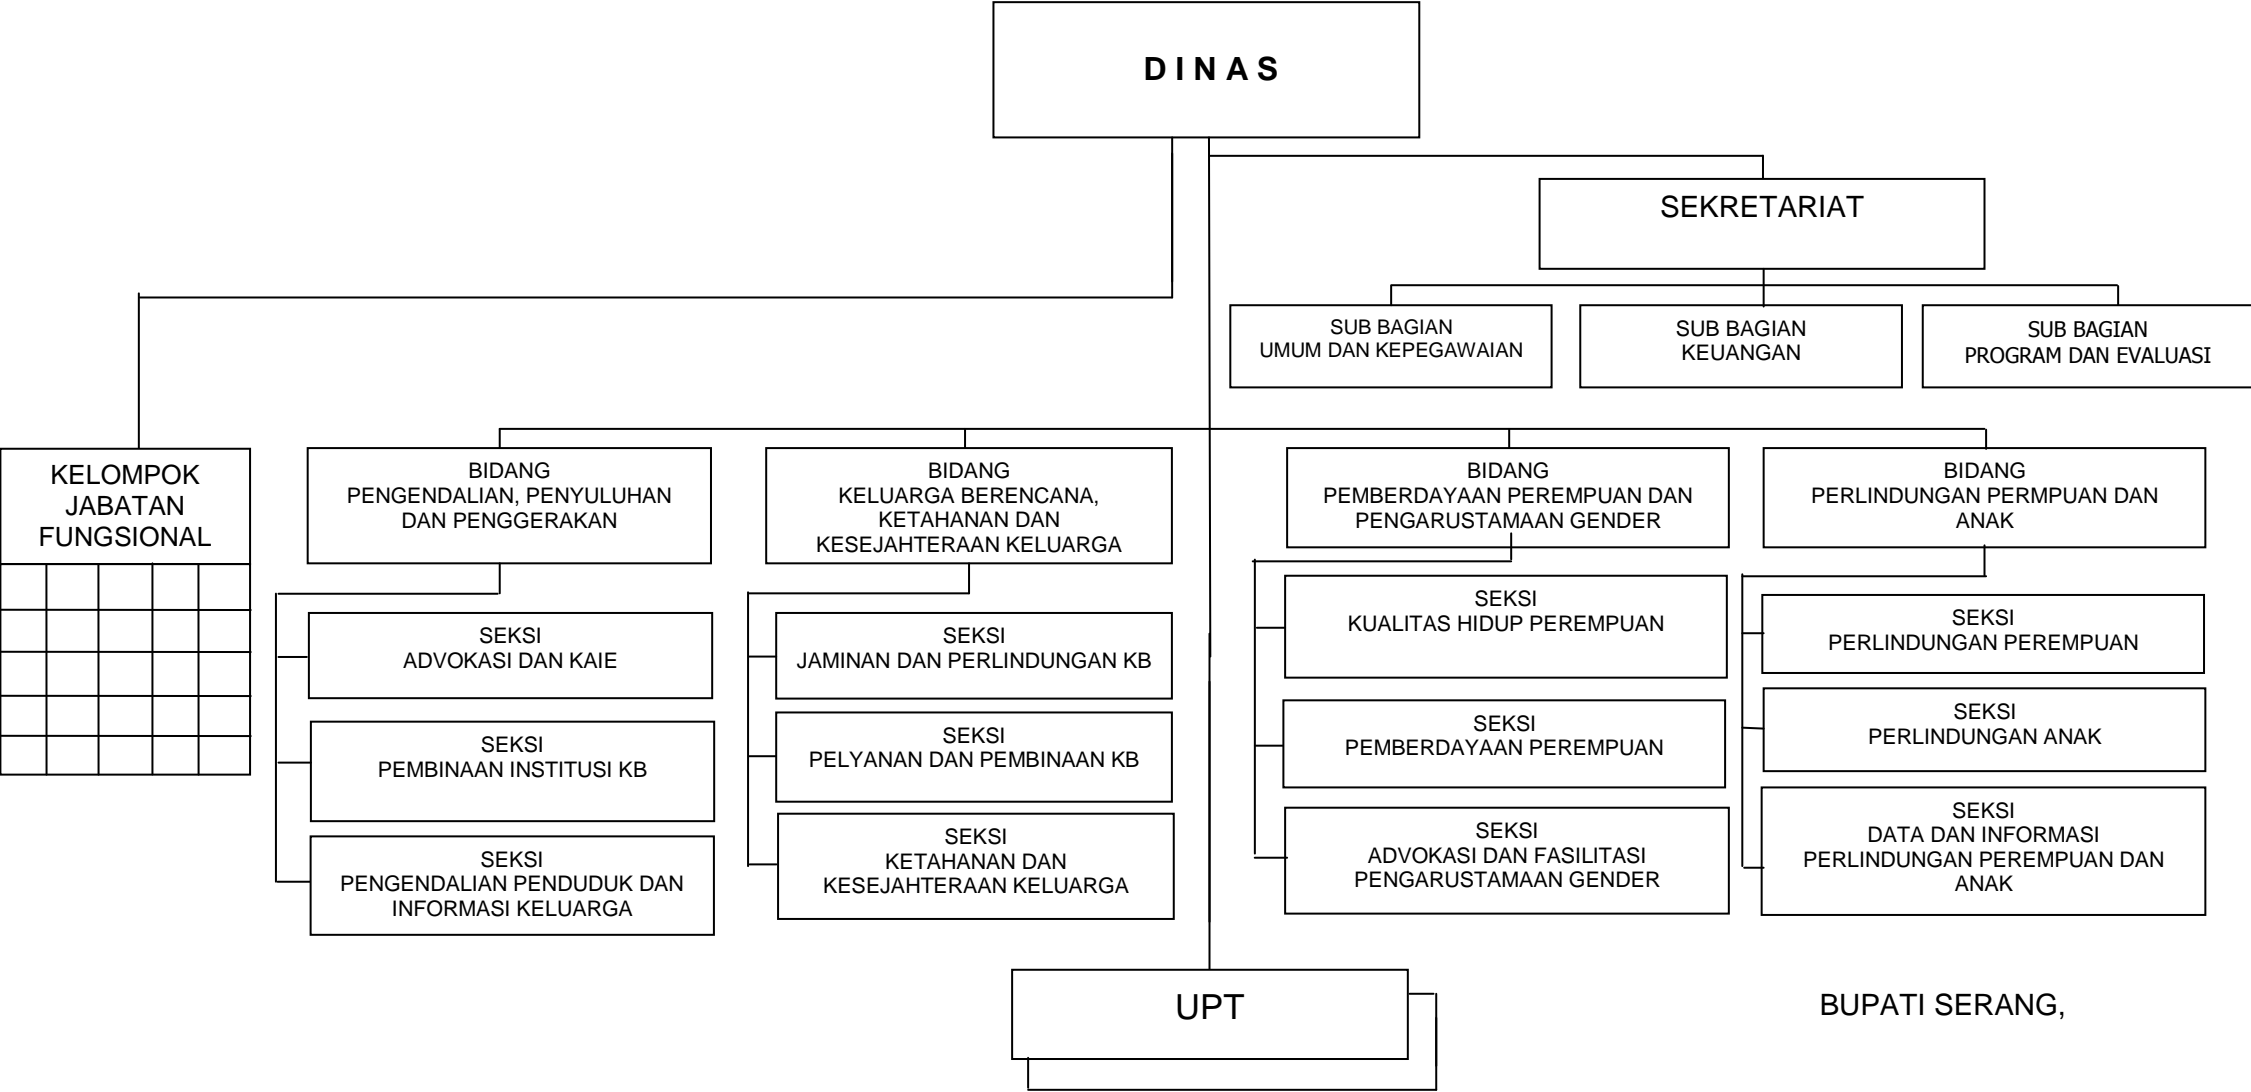 D I N A S
SEKRETARIAT
SUB BAGIAN
UMUM DAN KEPEGAWAIAN
SUB BAGIAN
KEUANGAN
SUB BAGIAN
PROGRAM DAN EVALUASI
KELOMPOK
JABATAN
FUNGSIONAL
BIDANG
PENGENDALIAN, PENYULUHAN
DAN PENGGERAKAN
BIDANG
KELUARGA BERENCANA,
KETAHANAN DAN
KESEJAHTERAAN KELUARGA
BIDANG
PEMBERDAYAAN PEREMPUAN DAN
PENGARUSTAMAAN GENDER
BIDANG
PERLINDUNGAN PERMPUAN DAN
ANAK
SEKSI
ADVOKASI DAN KAIE
SEKSI
PEMBINAAN INSTITUSI KB
SEKSI
PENGENDALIAN PENDUDUK DAN
INFORMASI KELUARGA
SEKSI
JAMINAN DAN PERLINDUNGAN KB
SEKSI
PELYANAN DAN PEMBINAAN KB
SEKSI
KETAHANAN DAN
KESEJAHTERAAN KELUARGA
SEKSI
KUALITAS HIDUP PEREMPUAN
SEKSI
PEMBERDAYAAN PEREMPUAN
SEKSI
ADVOKASI DAN FASILITASI
PENGARUSTAMAAN GENDER
SEKSI
PERLINDUNGAN PEREMPUAN
SEKSI
PERLINDUNGAN ANAK
SEKSI
DATA DAN INFORMASI
PERLINDUNGAN PEREMPUAN DAN
ANAK
UPT
BUPATI SERANG,